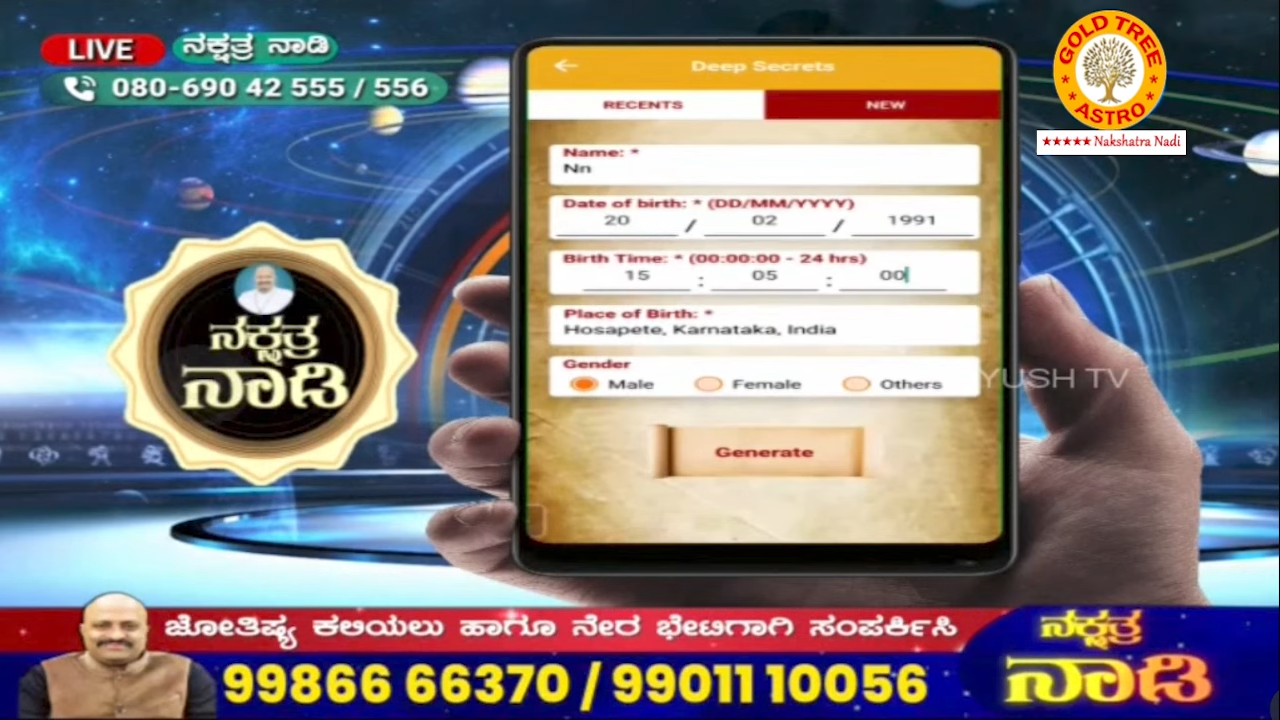 LIVE
ನಕ್ಷತ್ರ ನಾಡಿ
080-690 42 555 / 556
GOLD TREE
ASTRO
★★★★★ Nakshatra Nadi
Deep Secrets
RECENTS
NEW
Name: *
Nn
Date of birth: * (DD/MM/YYYY)
20 / 02 / 1991
Birth Time: * (00:00:00 - 24 hrs)
15 : 05 : 00
Place of Birth: *
Hosapete, Karnataka, India
Gender
Male Female Others
Generate
ನಕ್ಷತ್ರ
ನಾಡಿ
YUSH TV
ಜೋತಿಷ್ಯ ಕಲಿಯಲು ಹಾಗೂ ನೇರ ಭೇಟಿಗಾಗಿ ಸಂಪರ್ಕಿಸಿ
99866 66370 / 99011 10056
ನಕ್ಷತ್ರ
ನಾಡಿ